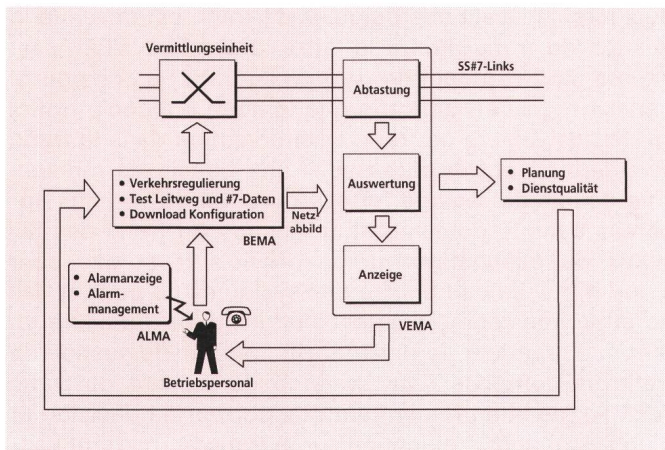 Vermittlungseinheit
SS#7-Links
Abtastung
• Verkehrsregulierung
• Test Leitweg und #7-Daten
• Download Konfiguration
BEMA
Netz
abbild
Auswertung
• Planung
• Dienstqualität
Anzeige
VEMA
• Alarmanzeige
• Alarm-
management
ALMA
Betriebspersonal